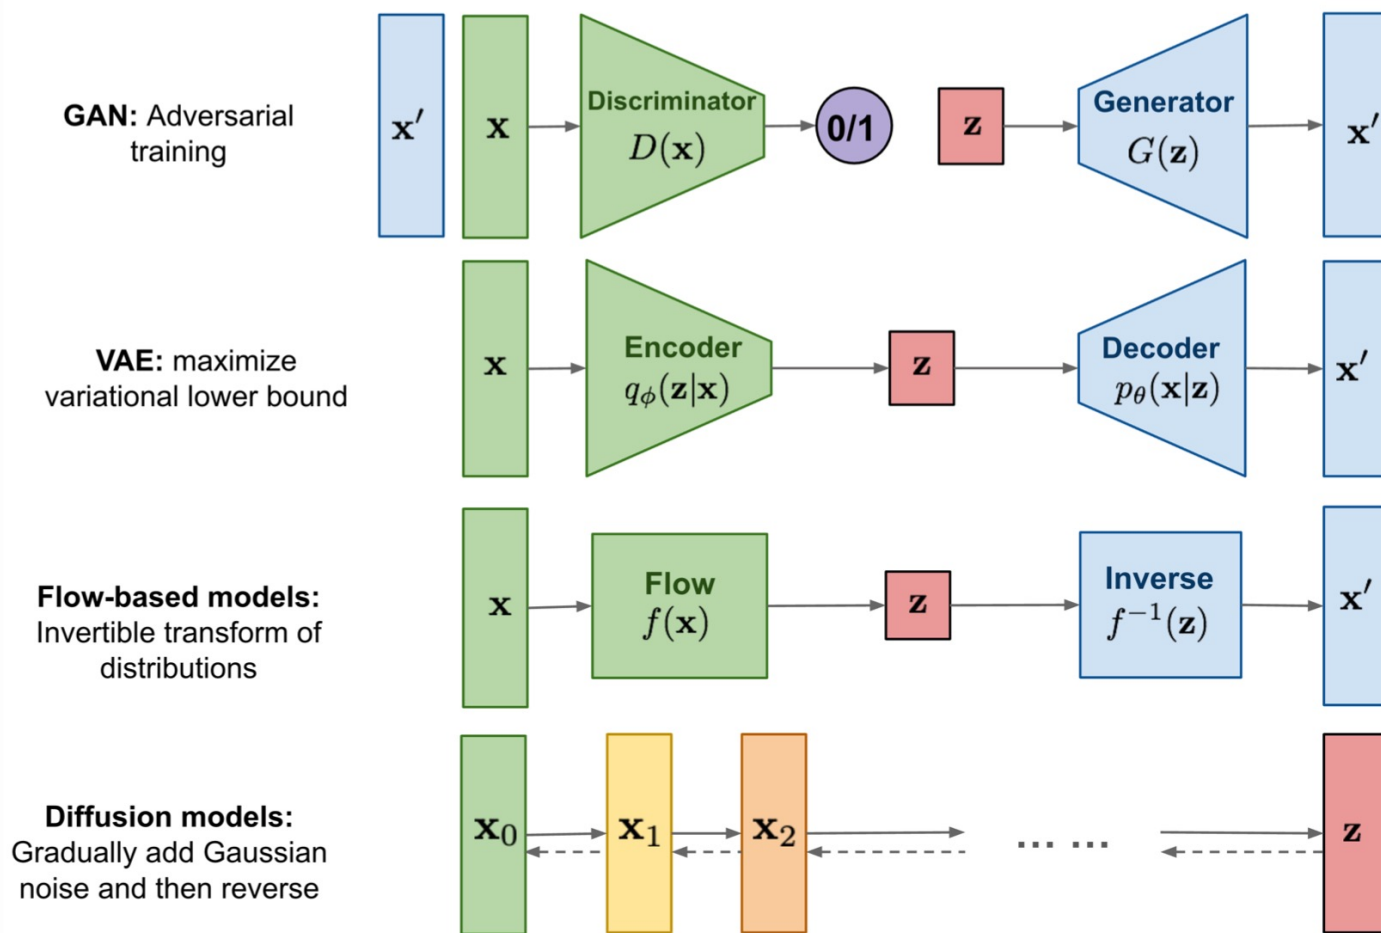 GAN: Adversarial
training
x′
x
Discriminator
D(x)
0/1
z
Generator
G(z)
x′
VAE: maximize
variational lower bound
x
Encoder
qϕ(z|x)
z
Decoder
pθ(x|z)
x′
Flow-based models:
Invertible transform of
distributions
x
Flow
f(x)
z
Inverse
f⁻¹(z)
x′
Diffusion models:
Gradually add Gaussian
noise and then reverse
x₀
x₁
x₂
... ...
z